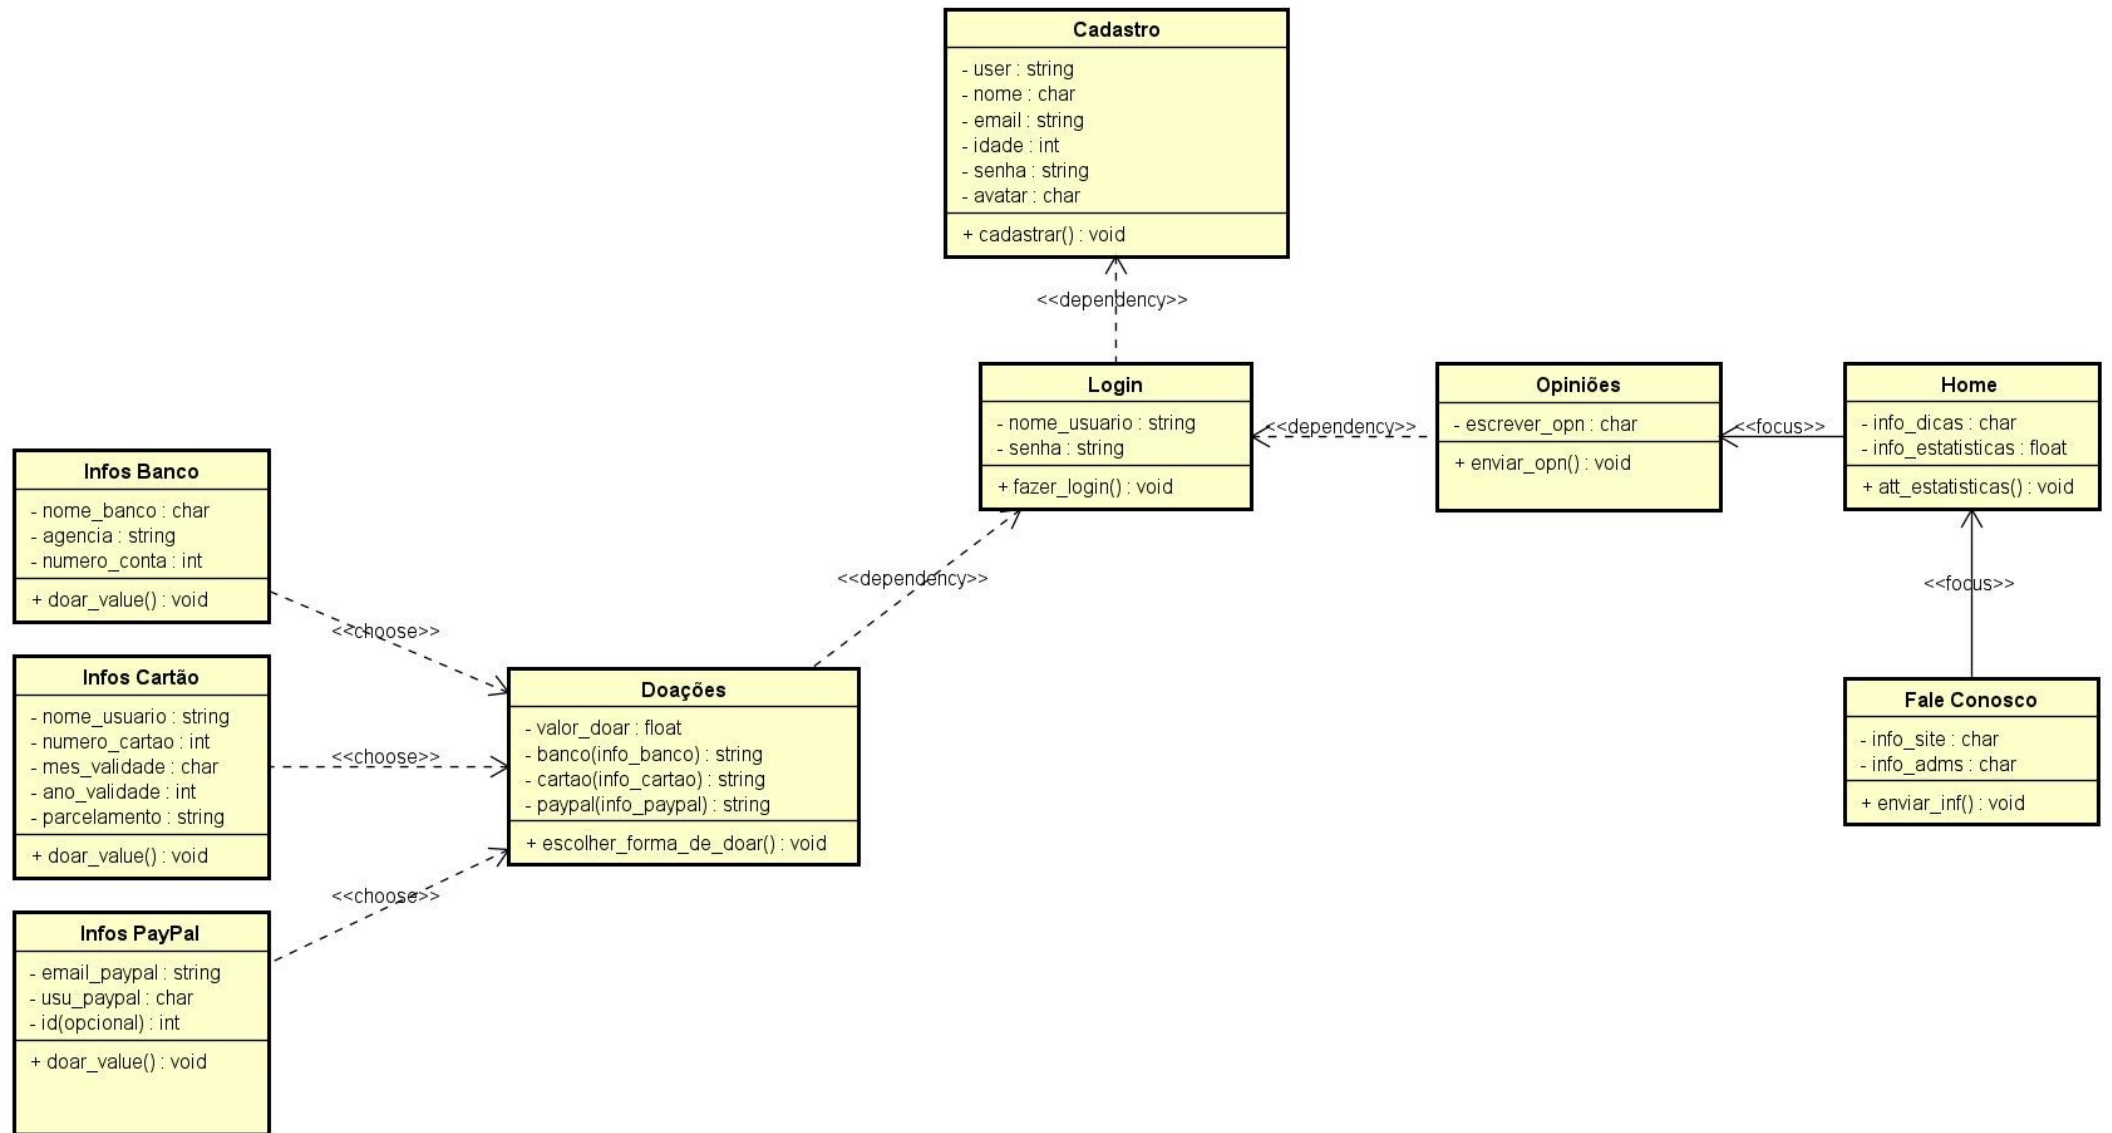 Cadastro
- user : string
- nome : char
- email : string
- idade : int
- senha : string
- avatar : char
+ cadastrar() : void
<<dependency>>
Login
- nome_usuario : string
- senha : string
+ fazer_login() : void
<<dependency>>
Opiniões
- escrever_opn : char
+ enviar_opn() : void
<<focus>>
Home
- info_dicas : char
- info_estatisticas : float
+ att_estatisticas() : void
<<focus>>
Fale Conosco
- info_site : char
- info_adms : char
+ enviar_inf() : void
<<dependency>>
Infos Banco
- nome_banco : char
- agencia : string
- numero_conta : int
+ doar_value() : void
<<choose>>
Infos Cartão
- nome_usuario : string
- numero_cartao : int
- mes_validade : char
- ano_validade : int
- parcelamento : string
+ doar_value() : void
<<choose>>
Doações
- valor_doar : float
- banco(info_banco) : string
- cartao(info_cartao) : string
- paypal(info_paypal) : string
+ escolher_forma_de_doar() : void
<<choose>>
Infos PayPal
- email_paypal : string
- usu_paypal : char
- id(opcional) : int
+ doar_value() : void